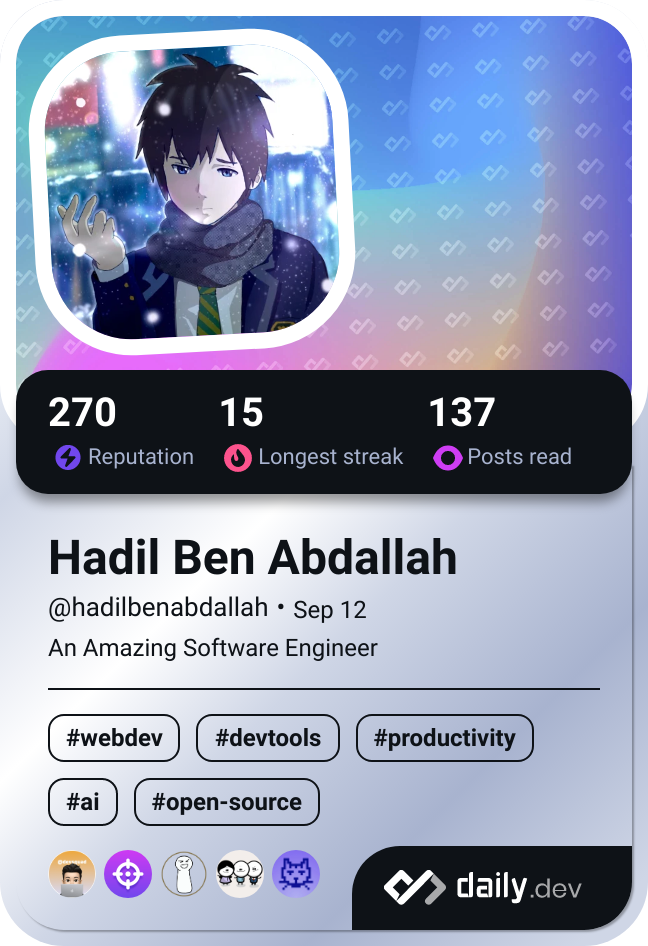 270 15 137
Reputation Longest streak Posts read
Hadil Ben Abdallah
@hadilbenabdallah • Sep 12
An Amazing Software Engineer
#webdev #devtools #productivity
#ai #open-source
daily.dev